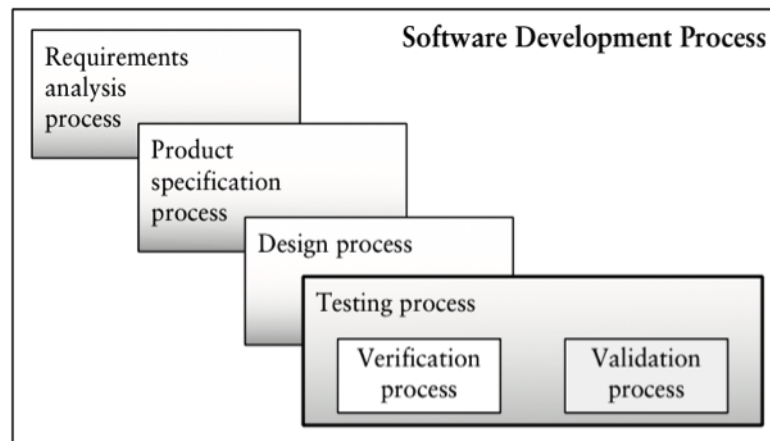 Software Development Process
Requirements
analysis
process
Product
specification
process
Design process
Testing process
Verification
process
Validation
process